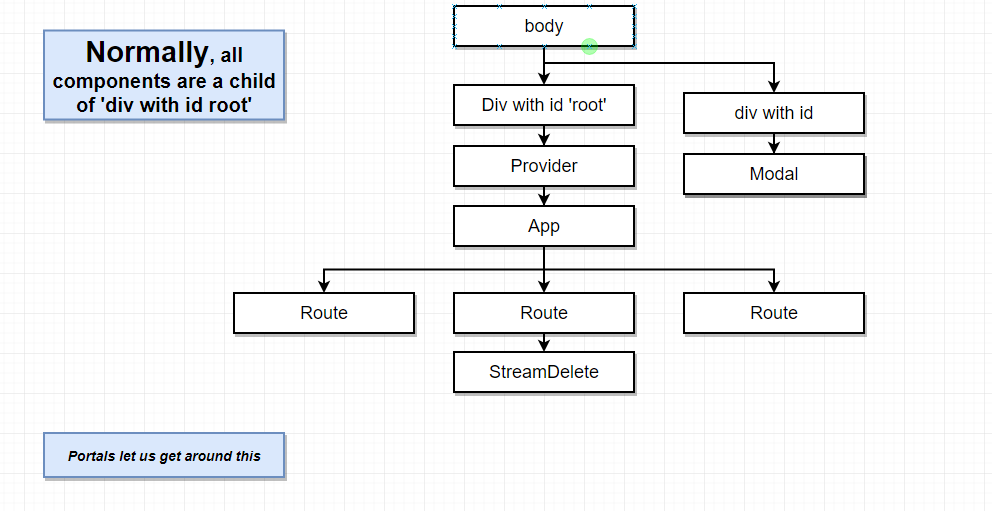 body
Normally, all
components are a child
of 'div with id root'
Div with id 'root'
div with id
Provider
Modal
App
Route
Route
Route
StreamDelete
Portals let us get around this